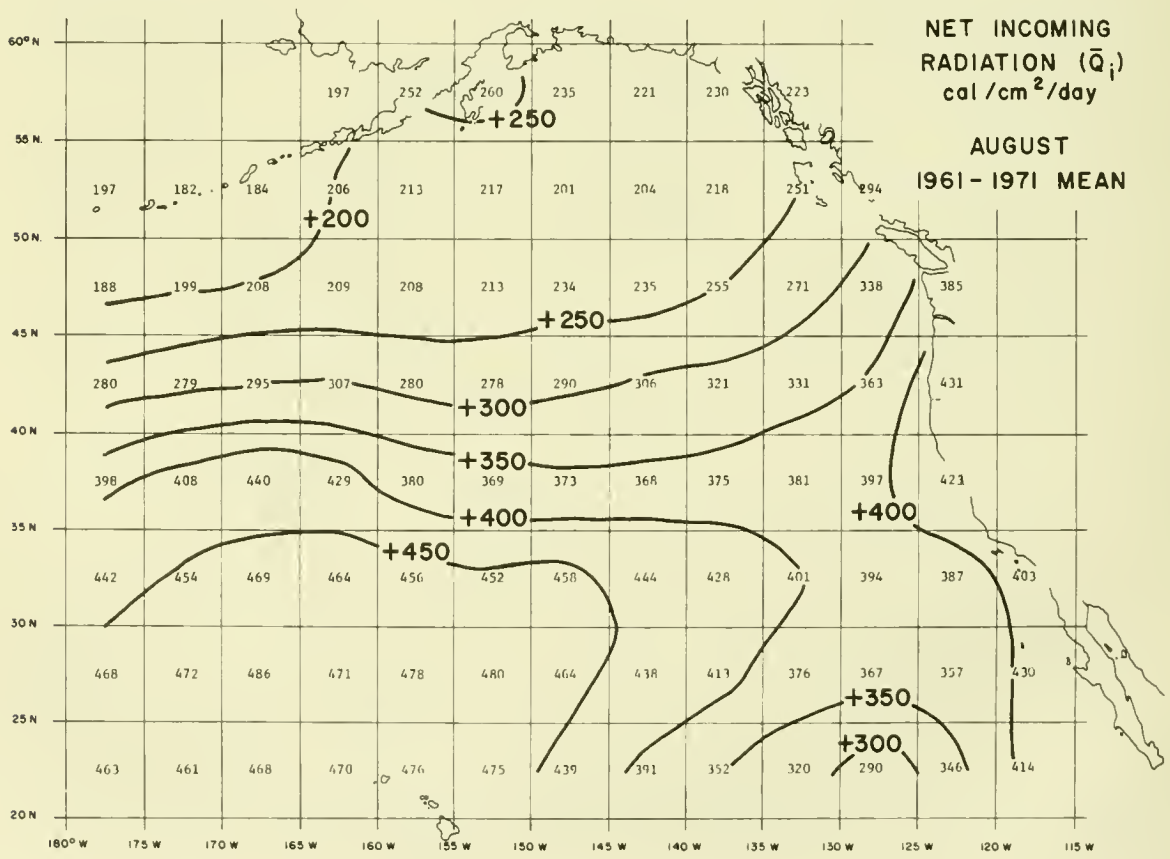 NET INCOMING
RADIATION (Q̄i)
cal/cm²/day
AUGUST
1961-1971 MEAN
60°N
197 252 260 235 221 230 223
+250
55 N.
197 182 184 206 213 217 201 204 218 251 294
+200
50 N.
188 199 208 209 208 213 234 235 255 271 338 385
+250
45 N
280 279 295 307 280 278 290 306 321 331 363 431
+300
40 N
+350
398 408 440 429 380 369 373 368 375 381 397 423
+400 +400
35 N
+450
442 454 469 464 456 452 458 444 428 401 394 387 403
30 N
468 472 486 471 478 480 464 438 413 376 367 357 430
+350
25 N
+300
463 461 468 470 476 475 439 391 352 320 290 346 414
20 N
180° W 175 W 170 W 165 W 160 W 155 W 150 W 145 W 140 W 135 W 130 W 125 W 120 W 115 W